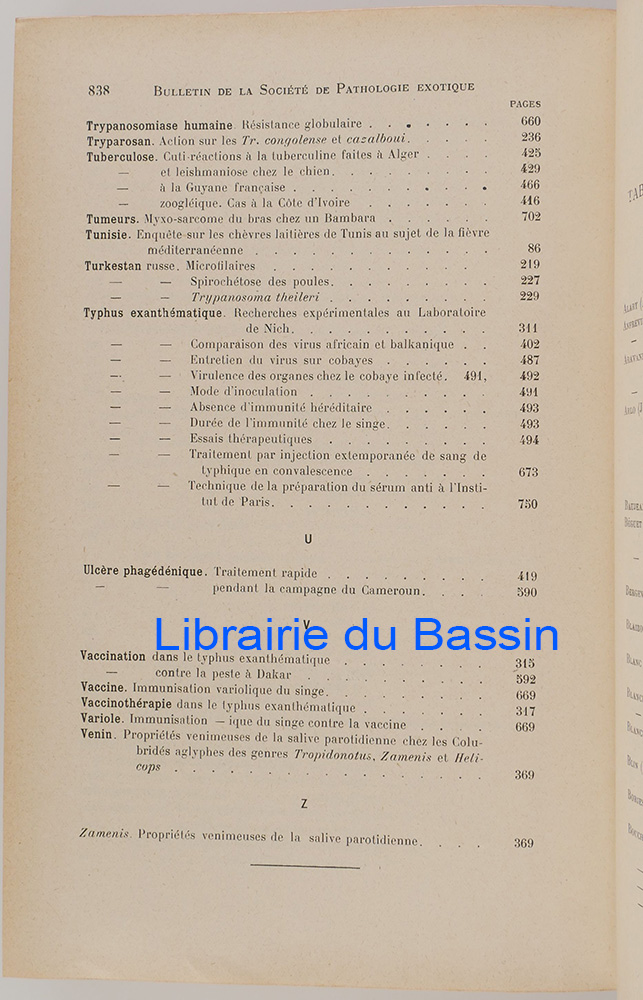 838 BULLETIN DE LA SOCIÉTÉ DE PATHOLOGIE EXOTIQUE
PAGES
Trypanosomiase humaine. Résistance globulaire . . . . . . . 660
Tryparosan. Action sur les Tr. congolense et cazalboui. . . . . 236
Tuberculose. Cuti-réactions à la tuberculine faites à Alger . . . . 425
— et leishmaniose chez le chien. . . . . . . . 429
— à la Guyane française . . . . . . . . . . 466
— zoogléique. Cas à la Côte d'Ivoire . . . . . . 416
Tumeurs. Myxo-sarcome du bras chez un Bambara . . . . . . 702
Tunisie. Enquête sur les chèvres laitières de Tunis au sujet de la fièvre
méditerranéenne . . . . . . . . . . . 86
Turkestan russe. Microfilaires . . . . . . . . . . 219
— — Spirochétose des poules. . . . . . . . 227
— — Trypanosoma theileri . . . . . . . . 229
Typhus exanthématique. Recherches expérimentales au Laboratoire
de Nich. . . . . . . . . . 311
— — Comparaison des virus africain et balkanique . . 402
— — Entretien du virus sur cobayes . . . . . . 487
— — Virulence des organes chez le cobaye infecté. 491, 492
— — Mode d'inoculation . . . . . . . . . 491
— — Absence d'immunité héréditaire . . . . . . 493
— — Durée de l'immunité chez le singe. . . . . . 493
— — Essais thérapeutiques . . . . . . . . 494
— — Traitement par injection extemporanée de sang de
typhique en convalescence . . . . . . . 673
— — Technique de la préparation du sérum anti à l'Insti-
tut de Paris. . . . . . . . . . . 750
U
Ulcère phagédénique. Traitement rapide . . . . . . . . 419
— — pendant la campagne du Cameroun. . . . 590
V
Librairie du Bassin
Vaccination dans le typhus exanthématique . . . . . . . 315
— contre la peste à Dakar . . . . . . . . 592
Vaccine. Immunisation variolique du singe. . . . . . . . 669
Vaccinothérapie dans le typhus exanthématique . . . . . . 317
Variole. Immunisation — ique du singe contre la vaccine . . . . 669
Venin. Propriétés venimeuses de la salive parotidienne chez les Colu-
bridés aglyphes des genres Tropidonotus, Zamenis et Heli-
cops . . . . . . . . . . . . . . . 369
Z
Zamenis. Propriétés venimeuses de la salive parotidienne. . . . 369
TAB